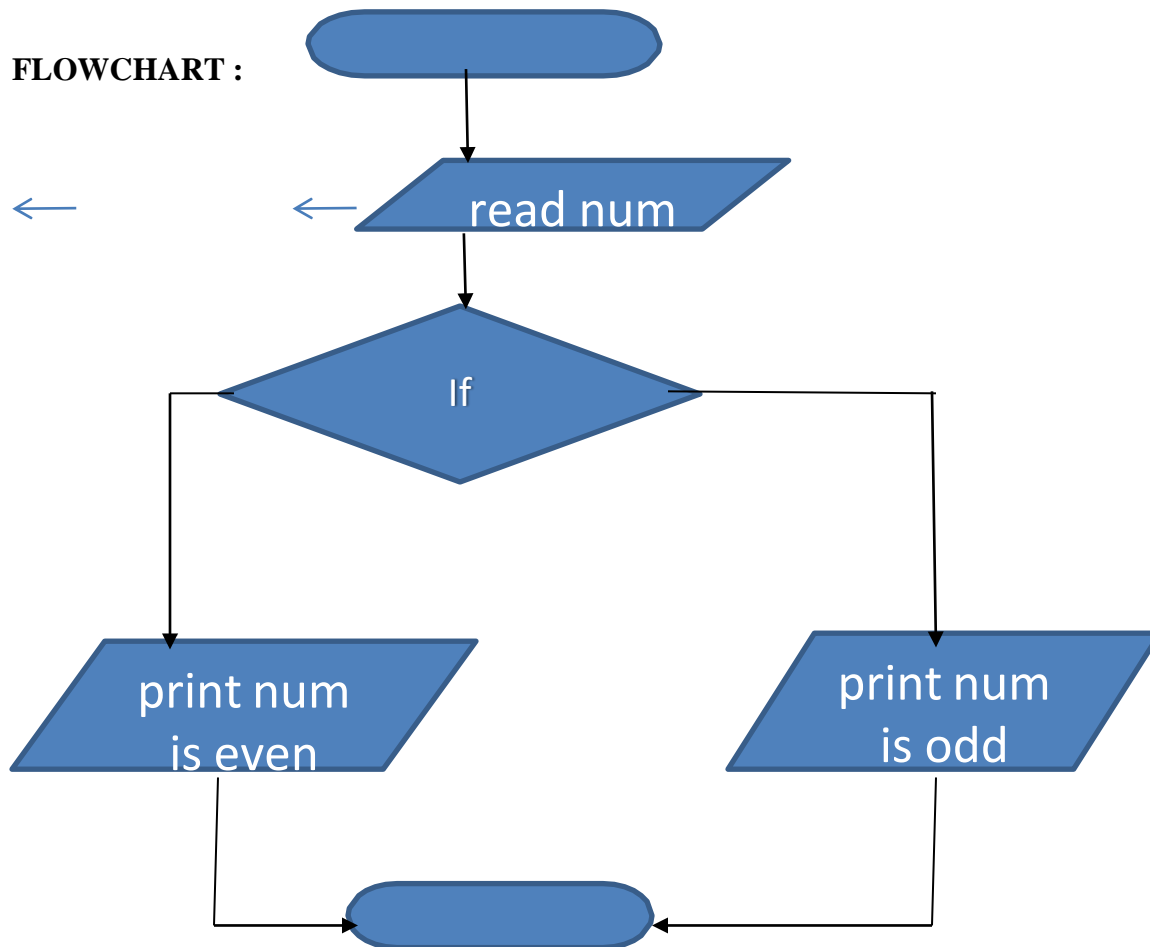 FLOWCHART :
read num
If
print num
is even
print num
is odd